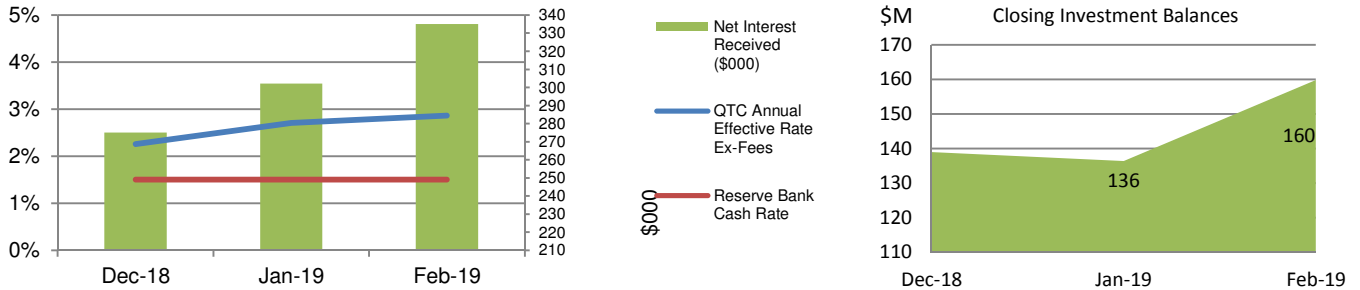 5%
4%
3%
2%
1%
0%
340
330
320
310
300
290
280
270
260
250
240
230
220
210
Dec-18
Jan-19
Feb-19
Net Interest
Received
($000)
QTC Annual
Effective Rate
Ex-Fees
Reserve Bank
Cash Rate
$000
$M
Closing Investment Balances
170
160
150
140
130
120
110
136
160
Dec-18
Jan-19
Feb-19